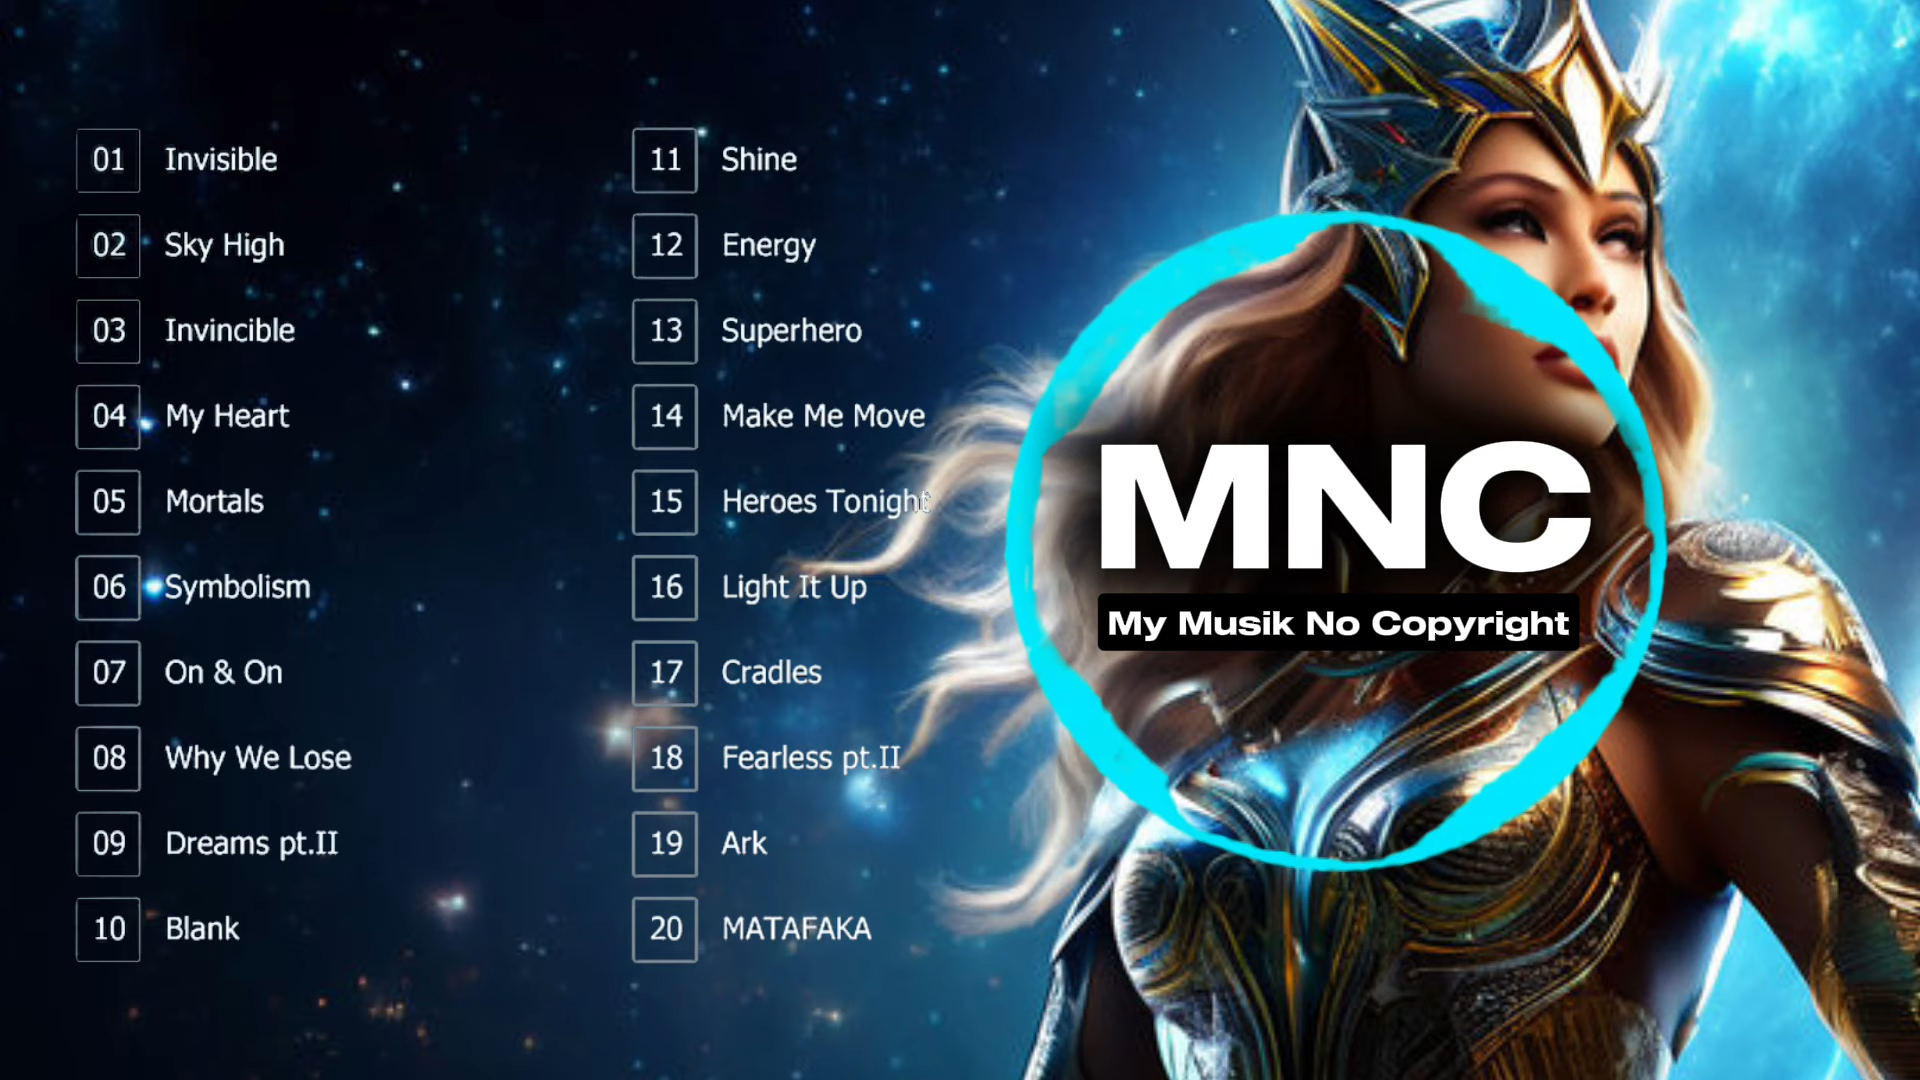 01 Invisible
02 Sky High
03 Invincible
04 My Heart
05 Mortals
06 Symbolism
07 On & On
08 Why We Lose
09 Dreams pt.II
10 Blank
11 Shine
12 Energy
13 Superhero
14 Make Me Move
15 Heroes Tonight
16 Light It Up
17 Cradles
18 Fearless pt.II
19 Ark
20 MATAFAKA
MNC
My Musik No Copyright